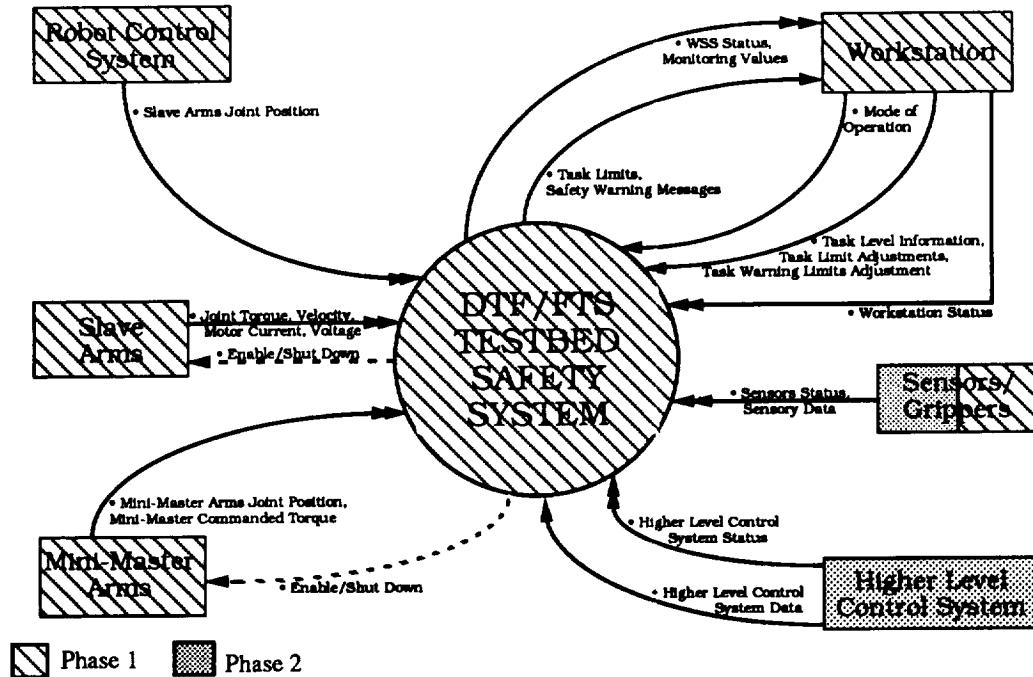 Robot Control
System
• Slave Arms Joint Position
• WSS Status,
Monitoring Values
Workstation
• Mode of
Operation
• Task Limits,
Safety Warning Messages
• Task Level Information,
Task Limit Adjustments,
Task Warning Limits Adjustment
• Workstation Status
DTF/FTS
TESTBED
SAFETY
SYSTEM
Slave
Arms
• Joint Torque, Velocity,
Motor Current, Voltage
• Enable/Shut Down
Sensors/
Grippers
• Sensors Status,
Sensory Data
• Mini-Master Arms Joint Position,
Mini-Master Commanded Torque
Mini-Master
Arms
• Enable/Shut Down
• Higher Level Control
System Status
• Higher Level Control
System Data
Higher Level
Control System
Phase 1
Phase 2